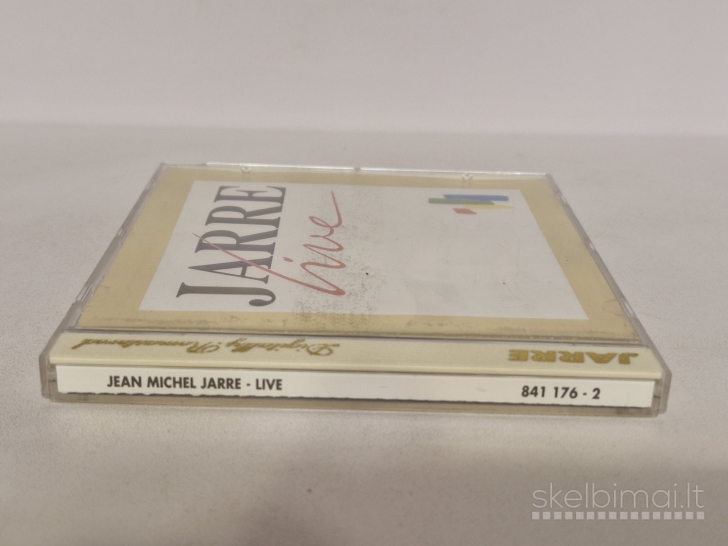 JARRE
live
Digitally Remastered
JARRE
JEAN MICHEL JARRE - LIVE
841 176 - 2
skelbimai.lt